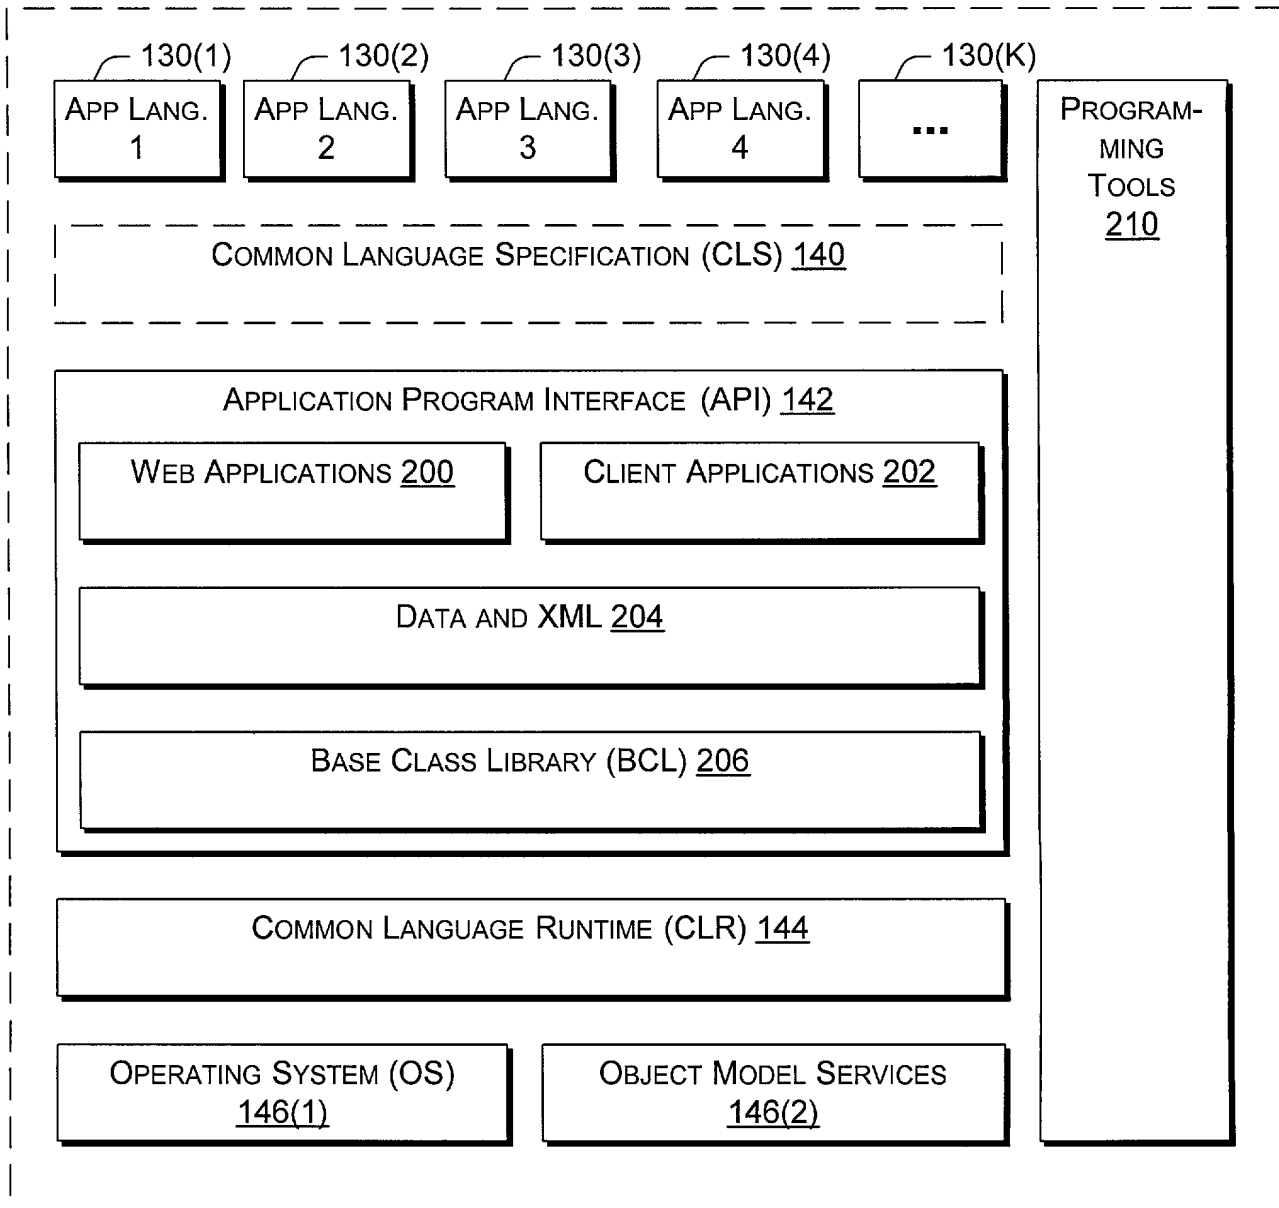 130(1) 130(2) 130(3) 130(4) 130(K)
APP LANG. 1
APP LANG. 2
APP LANG. 3
APP LANG. 4
...
PROGRAM-
MING
TOOLS
210
COMMON LANGUAGE SPECIFICATION (CLS) 140
APPLICATION PROGRAM INTERFACE (API) 142
WEB APPLICATIONS 200
CLIENT APPLICATIONS 202
DATA AND XML 204
BASE CLASS LIBRARY (BCL) 206
COMMON LANGUAGE RUNTIME (CLR) 144
OPERATING SYSTEM (OS)
146(1)
OBJECT MODEL SERVICES
146(2)